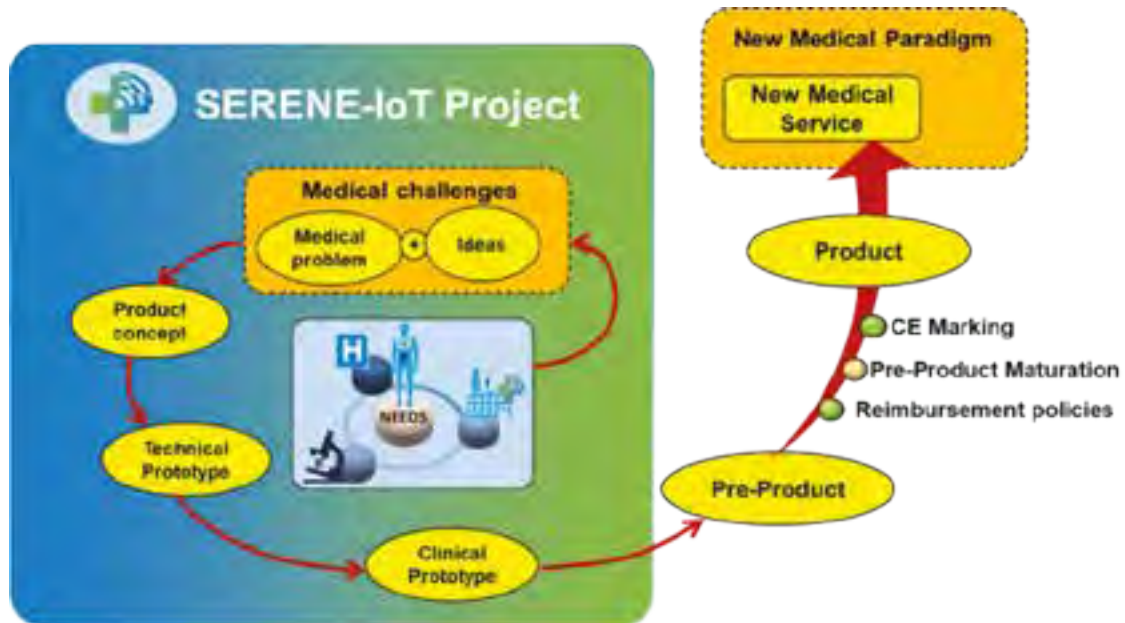 SERENE-IoT Project
Medical challenges
Medical
problem
+
Ideas
Product
concept
H
NEEDS
Technical
Prototype
Clinical
Prototype
Pre-Product
Reimbursement policies
Pre-Product Maturation
CE Marking
Product
New Medical Paradigm
New Medical
Service